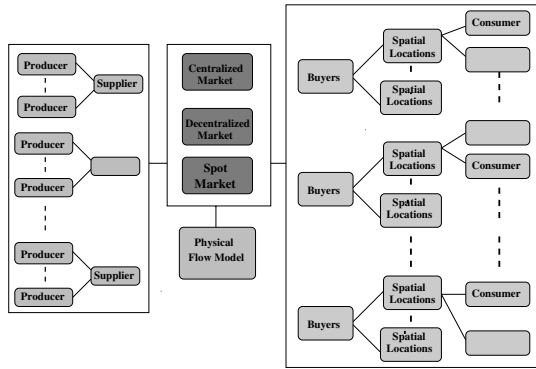 Producer
Supplier
Producer
Producer
Producer
Producer
Supplier
Producer
Centralized
Market
Decentralized
Market
Spot
Market
Physical
Flow Model
Buyers
Spatial
Locations
Spatial
Locations
Consumer
Buyers
Spatial
Locations
Spatial
Locations
Consumer
Buyers
Spatial
Locations
Spatial
Locations
Consumer